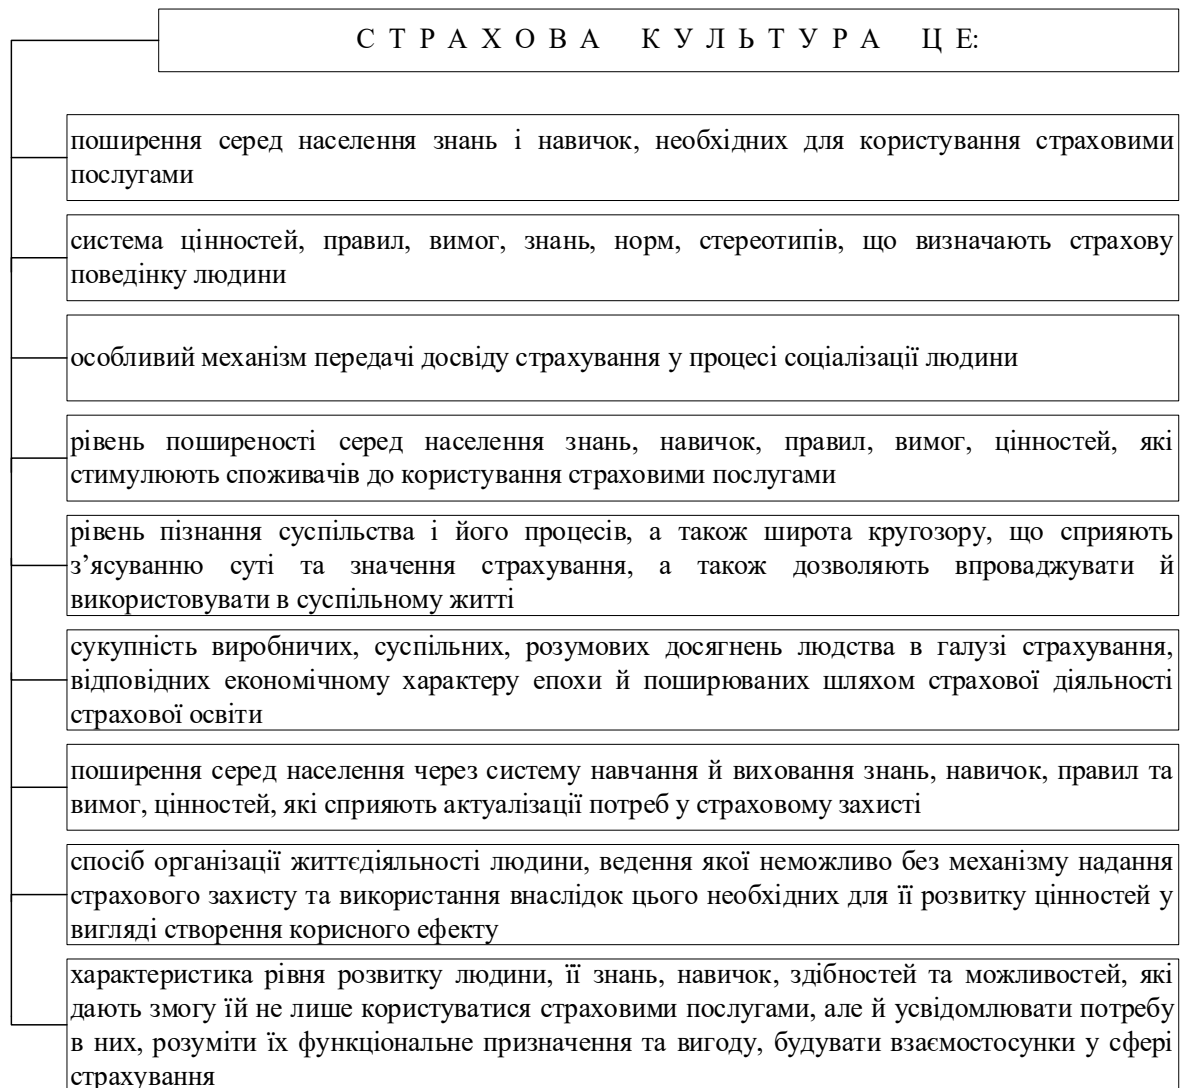 СТРАХОВА КУЛЬТУРА ЦЕ:
поширення серед населення знань і навичок, необхідних для користування страховими
послугами
система цінностей, правил, вимог, знань, норм, стереотипів, що визначають страхову
поведінку людини
особливий механізм передачі досвіду страхування у процесі соціалізації людини
рівень поширеності серед населення знань, навичок, правил, вимог, цінностей, які
стимулюють споживачів до користування страховими послугами
рівень пізнання суспільства і його процесів, а також широта кругозору, що сприяють
з’ясуванню суті та значення страхування, а також дозволяють впроваджувати й
використовувати в суспільному житті
сукупність виробничих, суспільних, розумових досягнень людства в галузі страхування,
відповідних економічному характеру епохи й поширюваних шляхом страхової діяльності
страхової освіти
поширення серед населення через систему навчання й виховання знань, навичок, правил та
вимог, цінностей, які сприяють актуалізації потреб у страховому захисті
спосіб організації життєдіяльності людини, ведення якої неможливо без механізму надання
страхового захисту та використання внаслідок цього необхідних для її розвитку цінностей у
вигляді створення корисного ефекту
характеристика рівня розвитку людини, її знань, навичок, здібностей та можливостей, які
дають змогу їй не лише користуватися страховими послугами, але й усвідомлювати потребу
в них, розуміти їх функціональне призначення та вигоду, будувати взаємостосунки у сфері
страхування